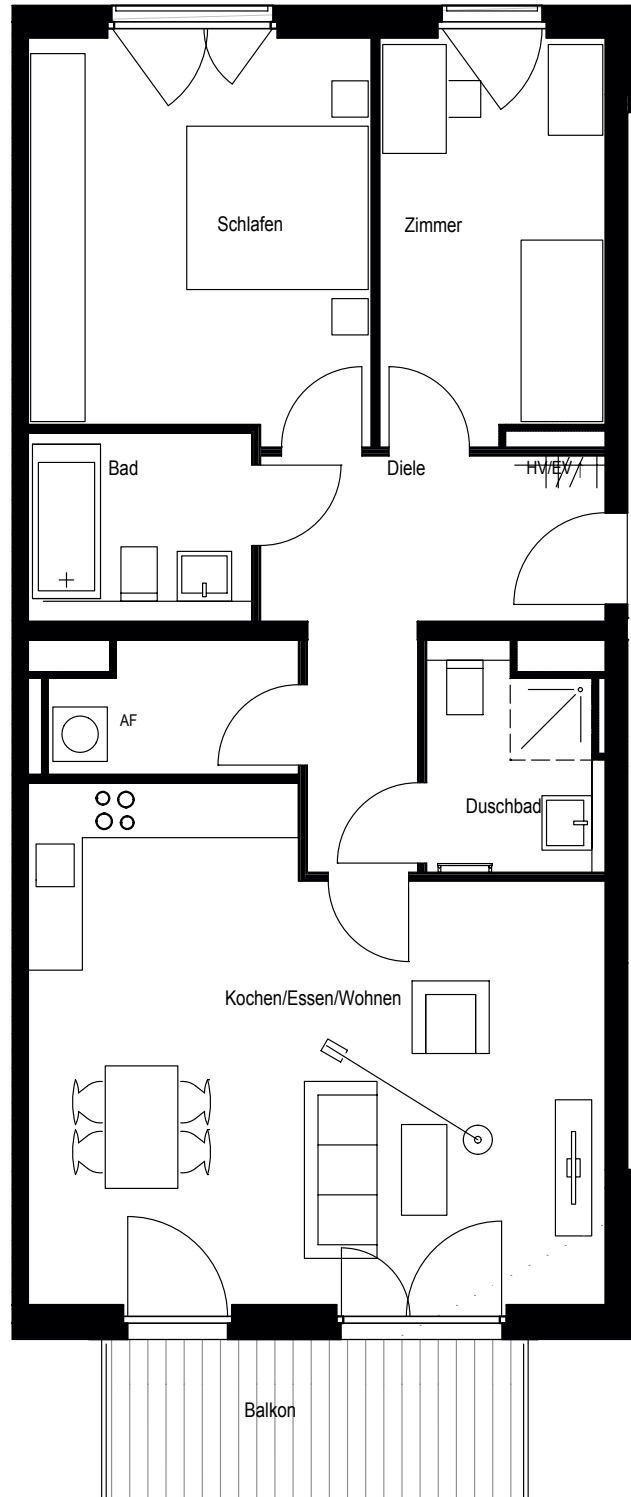 Schlafen
Zimmer
Bad
Diele
HV/EV
AF
Duschbad
Kochen/Essen/Wohnen
Balkon